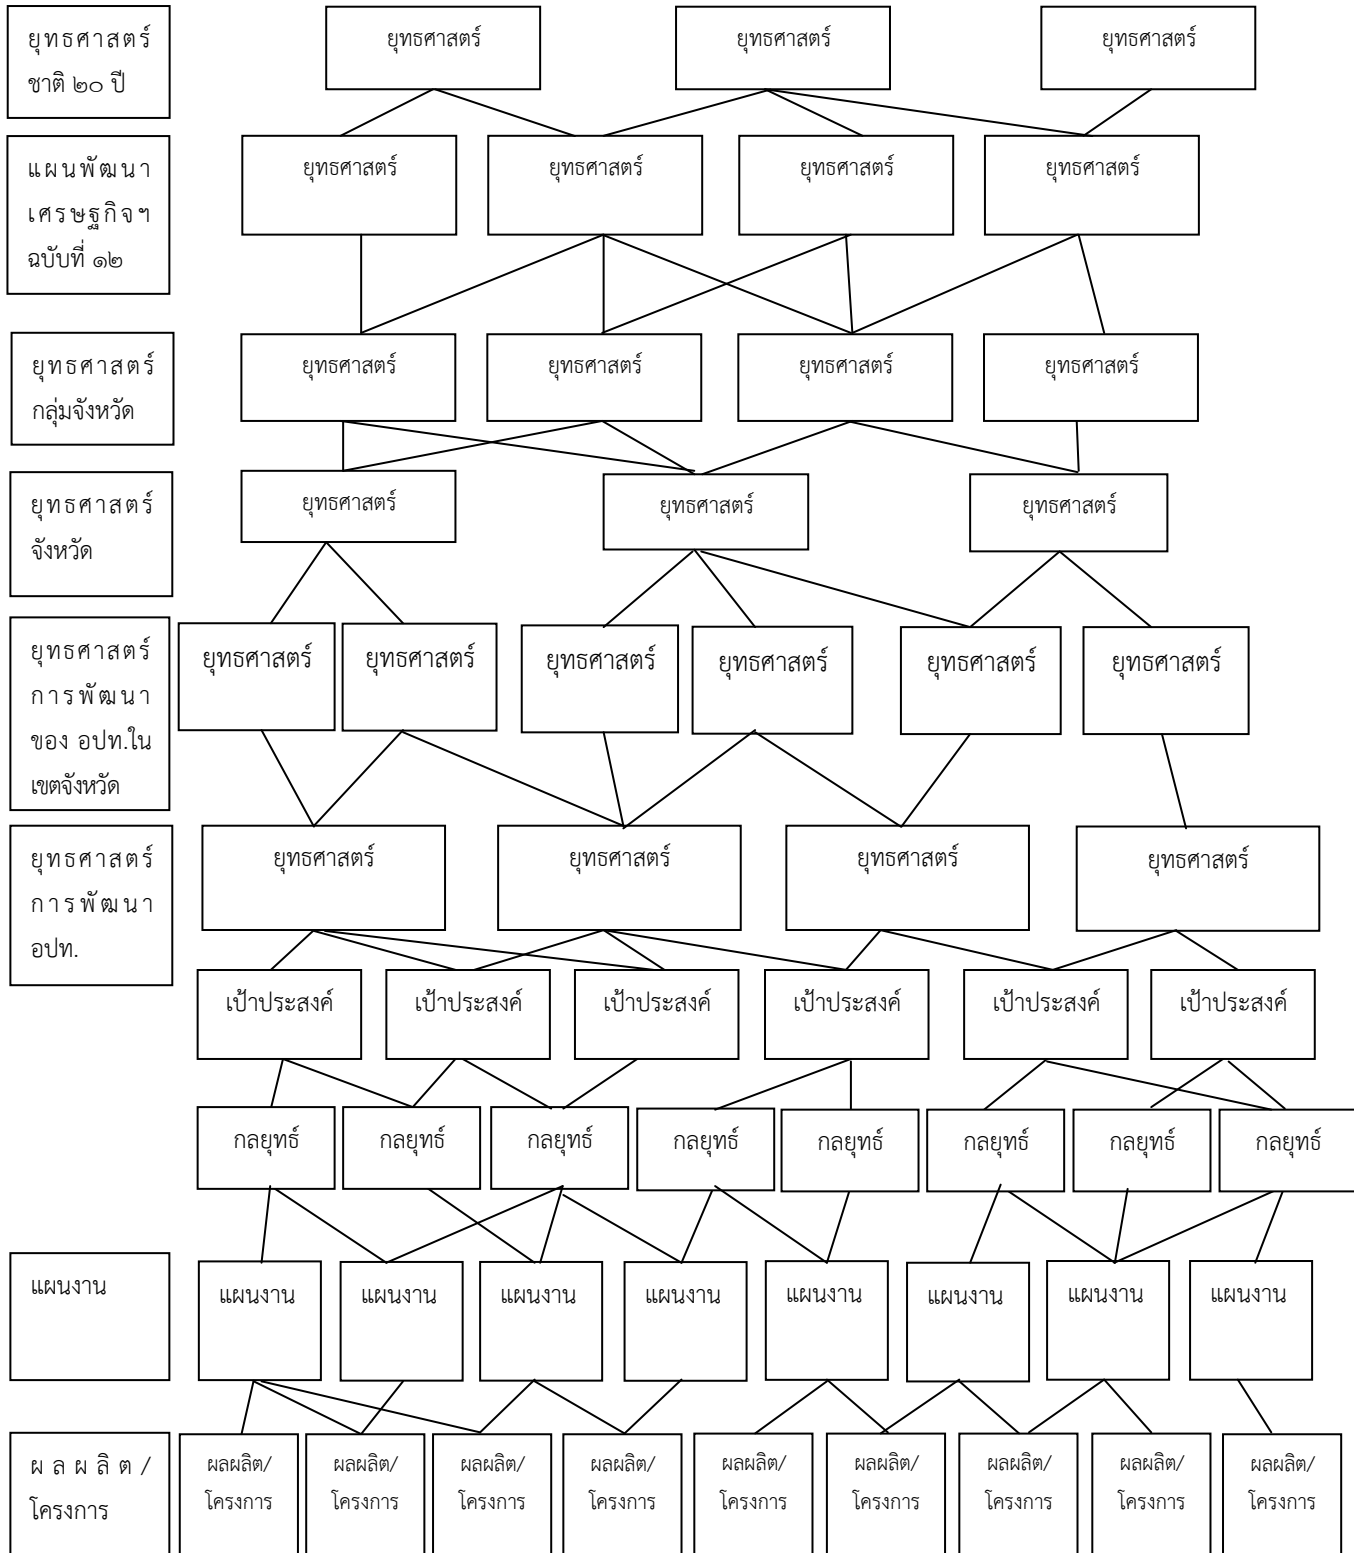 ยุทธศาสตร์
ชาติ ๒๐ ปี
ยุทธศาสตร์
ยุทธศาสตร์
ยุทธศาสตร์
แผนพัฒนา
เศรษฐกิจฯ
ฉบับที่ ๑๒
ยุทธศาสตร์
ยุทธศาสตร์
ยุทธศาสตร์
ยุทธศาสตร์
ยุทธศาสตร์
กลุ่มจังหวัด
ยุทธศาสตร์
ยุทธศาสตร์
ยุทธศาสตร์
ยุทธศาสตร์
ยุทธศาสตร์
จังหวัด
ยุทธศาสตร์
ยุทธศาสตร์
ยุทธศาสตร์
ยุทธศาสตร์
การพัฒนา
ของ อปท.ใน
เขตจังหวัด
ยุทธศาสตร์
ยุทธศาสตร์
ยุทธศาสตร์
ยุทธศาสตร์
ยุทธศาสตร์
ยุทธศาสตร์
ยุทธศาสตร์
การพัฒนา
อปท.
ยุทธศาสตร์
ยุทธศาสตร์
ยุทธศาสตร์
ยุทธศาสตร์
เป้าประสงค์
เป้าประสงค์
เป้าประสงค์
เป้าประสงค์
เป้าประสงค์
เป้าประสงค์
กลยุทธ์
กลยุทธ์
กลยุทธ์
กลยุทธ์
กลยุทธ์
กลยุทธ์
กลยุทธ์
กลยุทธ์
แผนงาน
แผนงาน
แผนงาน
แผนงาน
แผนงาน
แผนงาน
แผนงาน
แผนงาน
แผนงาน
ผลผลิต/
โครงการ
ผลผลิต/
โครงการ
ผลผลิต/
โครงการ
ผลผลิต/
โครงการ
ผลผลิต/
โครงการ
ผลผลิต/
โครงการ
ผลผลิต/
โครงการ
ผลผลิต/
โครงการ
ผลผลิต/
โครงการ
ผลผลิต/
โครงการ